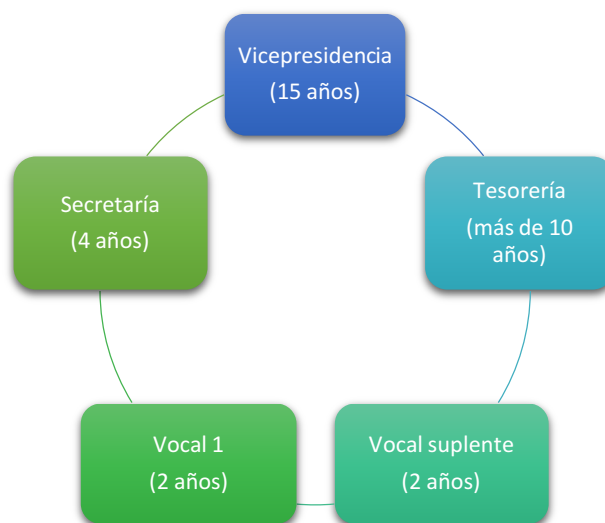 Vicepresidencia
(15 años)
Tesorería
(más de 10
años)
Vocal suplente
(2 años)
Vocal 1
(2 años)
Secretaría
(4 años)